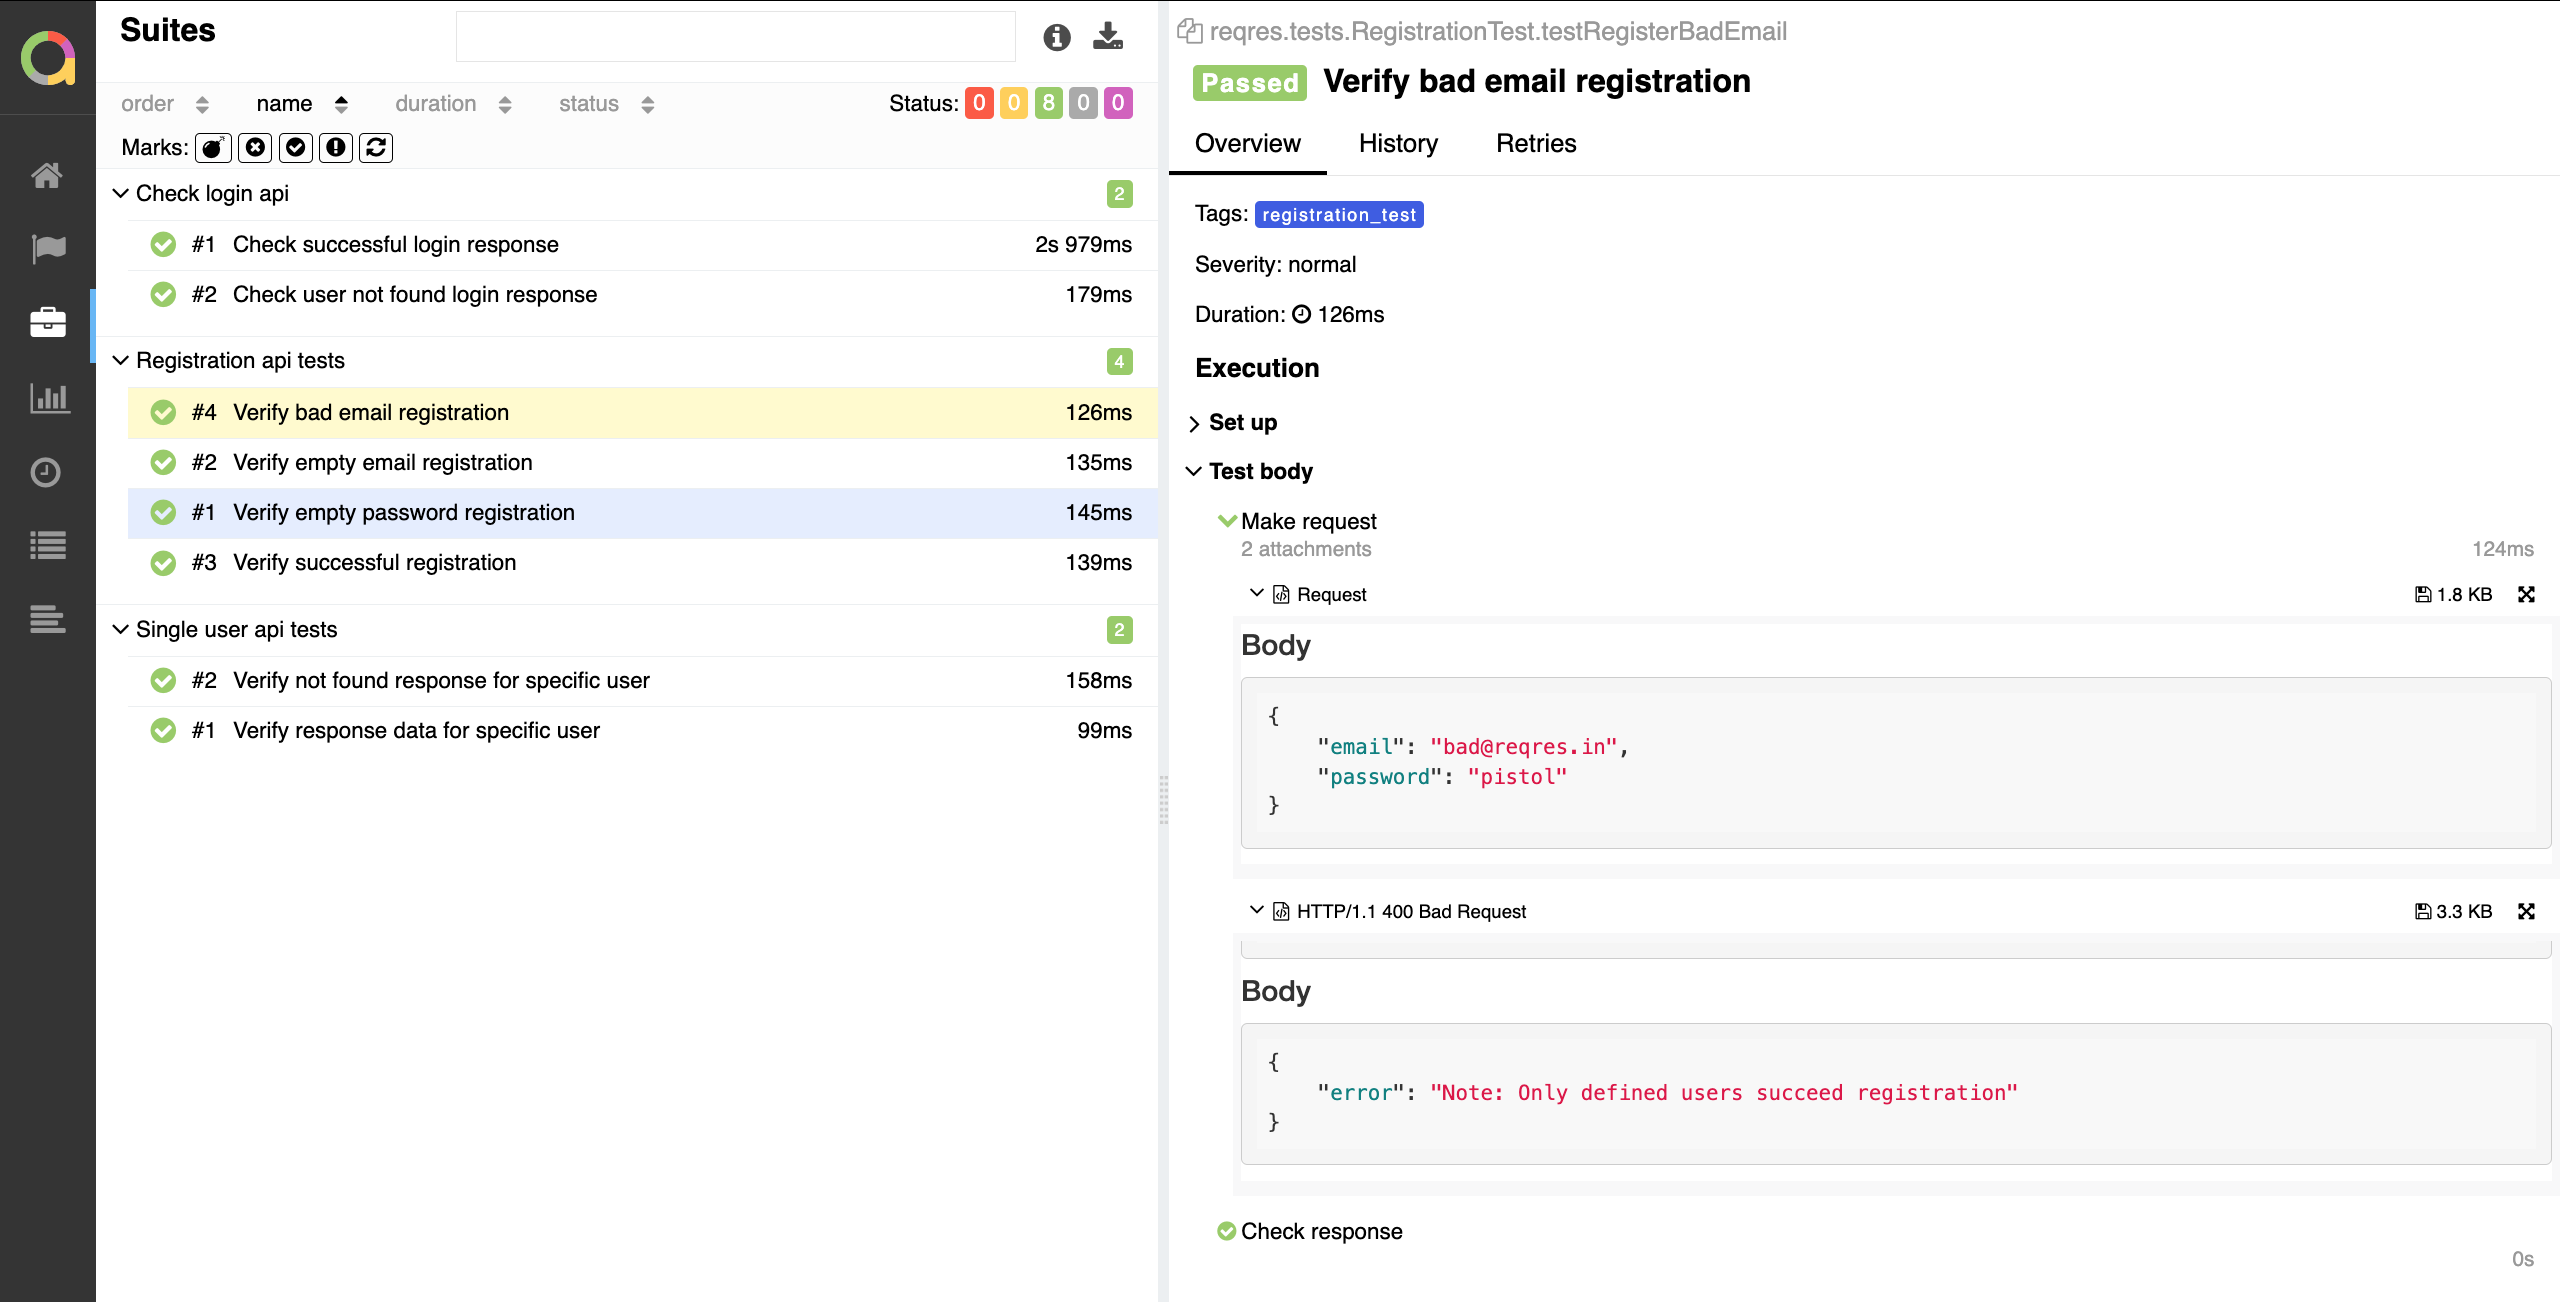 Suites
order name duration status Status: 0 0 8 0 0
Marks:
Check login api 2
#1 Check successful login response 2s 979ms
#2 Check user not found login response 179ms
Registration api tests 4
#4 Verify bad email registration 126ms
#2 Verify empty email registration 135ms
#1 Verify empty password registration 145ms
#3 Verify successful registration 139ms
Single user api tests 2
#2 Verify not found response for specific user 158ms
#1 Verify response data for specific user 99ms
reqres.tests.RegistrationTest.testRegisterBadEmail
Passed Verify bad email registration
Overview History Retries
Tags: registration_test
Severity: normal
Duration: 126ms
Execution
Set up
Test body
Make request
2 attachments 124ms
Request 1.8 KB
Body
{
"email": "bad@reqres.in",
"password": "pistol"
}
HTTP/1.1 400 Bad Request 3.3 KB
Body
{
"error": "Note: Only defined users succeed registration"
}
Check response
0s